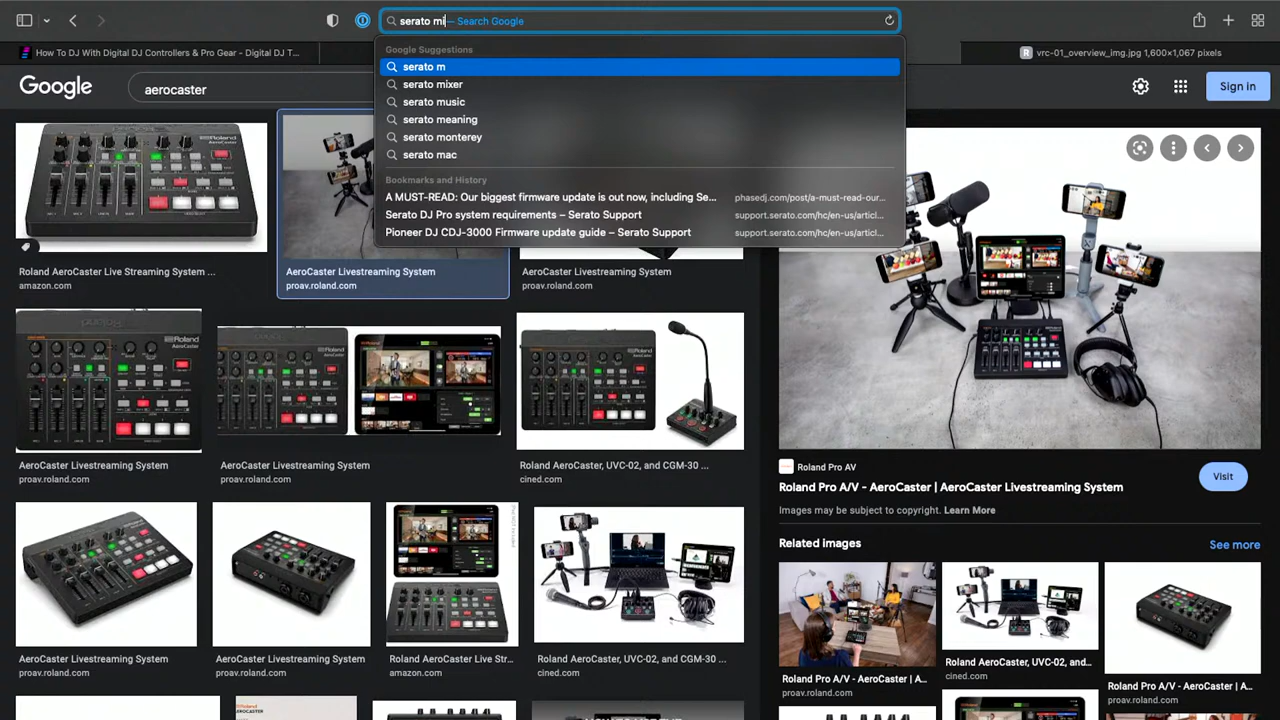 serato mi — Search Google
How To DJ With Digital DJ Controllers & Pro Gear - Digital DJ T...
vrc-01_overview_img.jpg 1,600×1,067 pixels
Google Suggestions
serato m
serato mixer
serato music
serato meaning
serato monterey
serato mac
Bookmarks and History
A MUST-READ: Our biggest firmware update is out now, including Se... phasedj.com/post/a-must-read-our...
Serato DJ Pro system requirements – Serato Support support.serato.com/hc/en-us/articl...
Pioneer DJ CDJ-3000 Firmware update guide – Serato Support support.serato.com/hc/en-us/articl...
Google
aerocaster
Sign in
Roland AeroCaster Live Streaming System ...
amazon.com
AeroCaster Livestreaming System
proav.roland.com
AeroCaster Livestreaming System
proav.roland.com
AeroCaster Livestreaming System
proav.roland.com
AeroCaster Livestreaming System
proav.roland.com
Roland AeroCaster, UVC-02, and CGM-30 ...
cined.com
AeroCaster Livestreaming System
proav.roland.com
AeroCaster Livestreaming System
proav.roland.com
Roland AeroCaster Live Str...
amazon.com
Roland AeroCaster, UVC-02, and CGM-30 ...
cined.com
Roland Pro AV
Roland Pro A/V - AeroCaster | AeroCaster Livestreaming System
Visit
Images may be subject to copyright. Learn More
Related images
See more
Roland Pro A/V - AeroCaster | A...
proav.roland.com
Roland AeroCaster, UVC-02, and...
cined.com
Roland Pro A/V - AeroCaster | A...
proav.roland.com